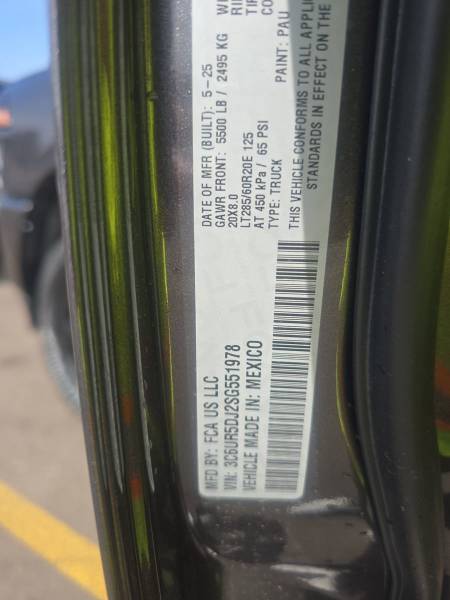 MFD BY: FCA US LLC
VIN: 3C6UR5DJ2SG551978
VEHICLE MADE IN: MEXICO
DATE OF MFR (BUILT): 5-25
GAWR FRONT: 5500 LB / 2495 KG
20X8.0
LT285/60R20E 125
AT 450 kPa / 65 PSI
TYPE: TRUCK
PAINT: PAU
THIS VEHICLE CONFORMS TO ALL APPLI
STANDARDS IN EFFECT ON THE